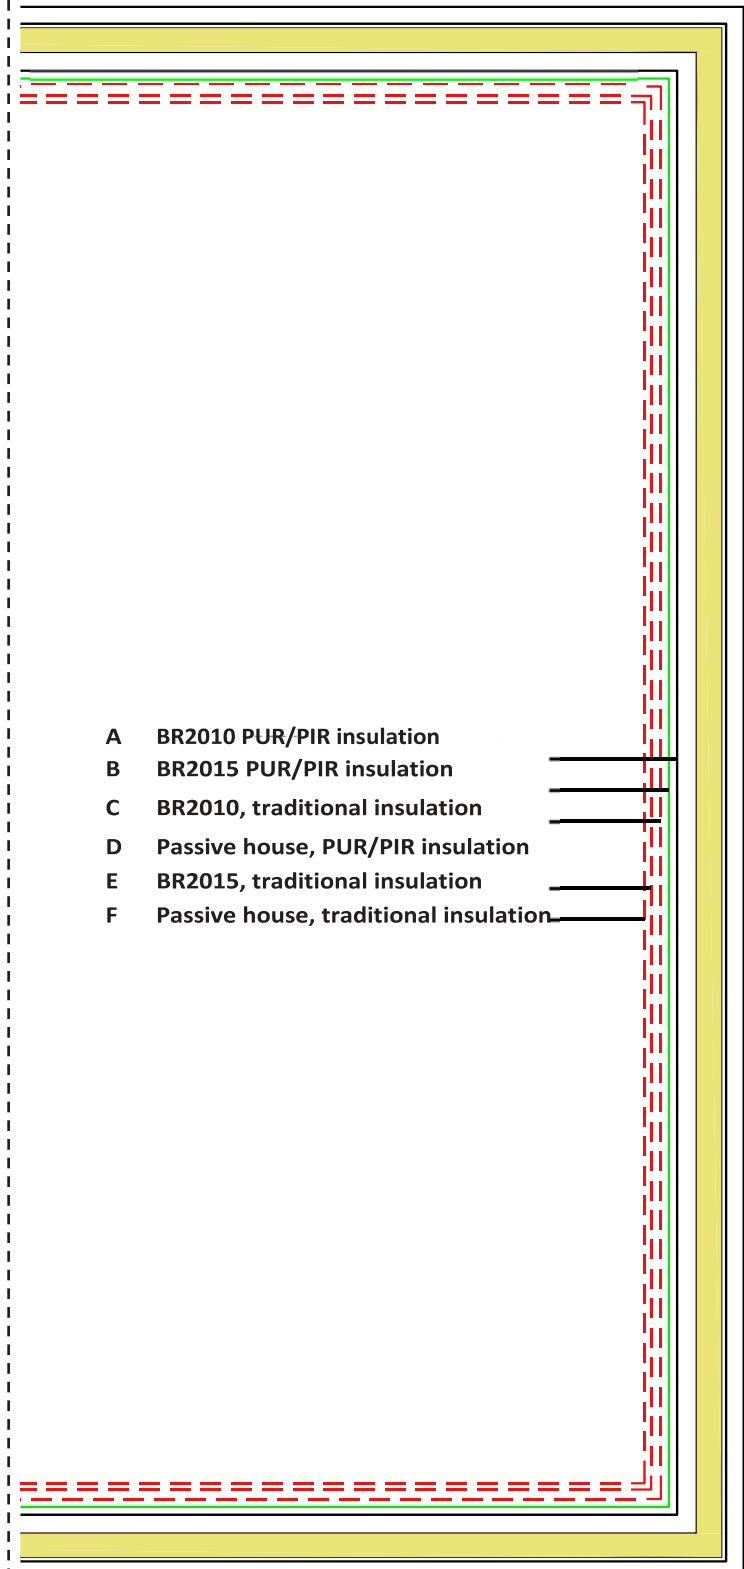 A BR2010 PUR/PIR insulation
B BR2015 PUR/PIR insulation
C BR2010, traditional insulation
D Passive house, PUR/PIR insulation
E BR2015, traditional insulation
F Passive house, traditional insulation